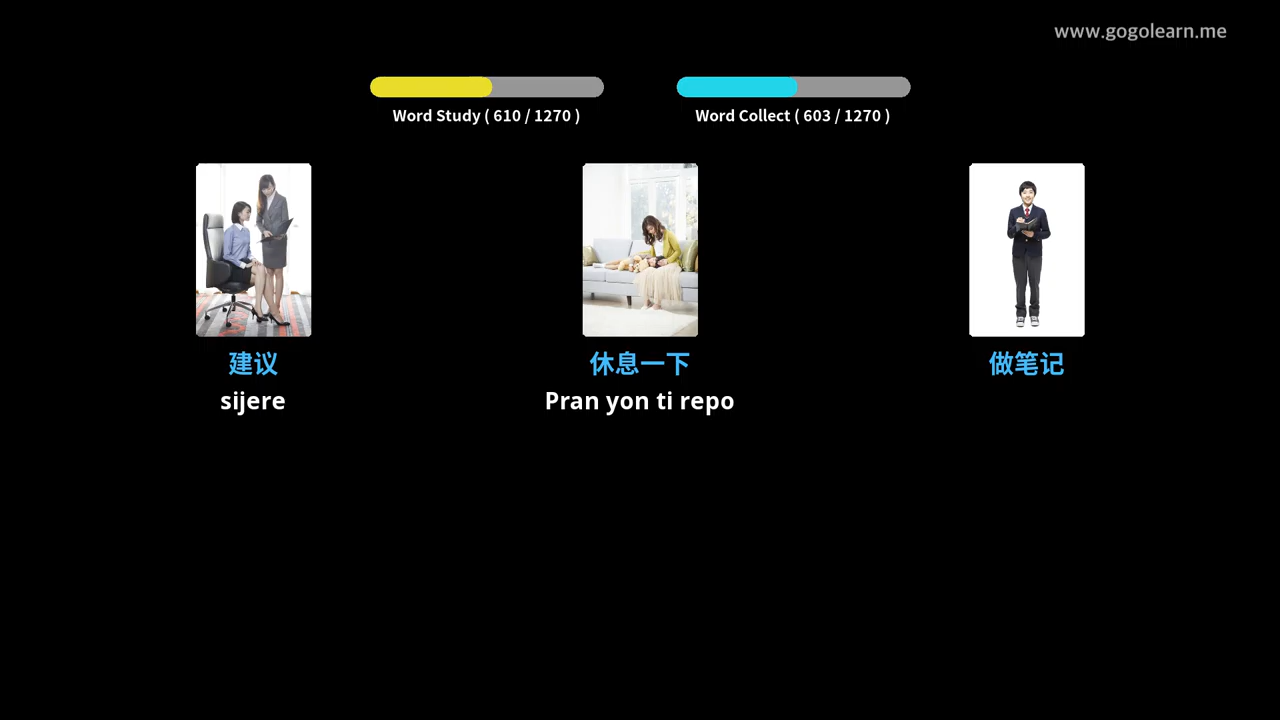 www.gogolearn.me
Word Study ( 610 / 1270 )
Word Collect ( 603 / 1270 )
建议
休息一下
做笔记
sijere
Pran yon ti repo